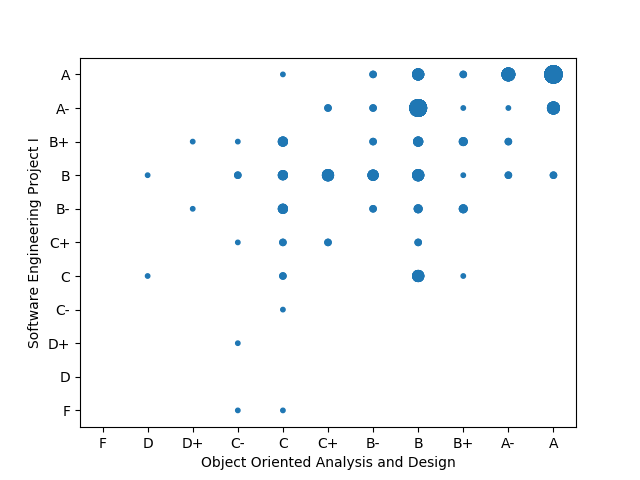 A
A-
B+
B
B-
C+
C
C-
D+
D
F
Software Engineering Project I
F D D+ C- C C+ B- B B+ A- A
Object Oriented Analysis and Design